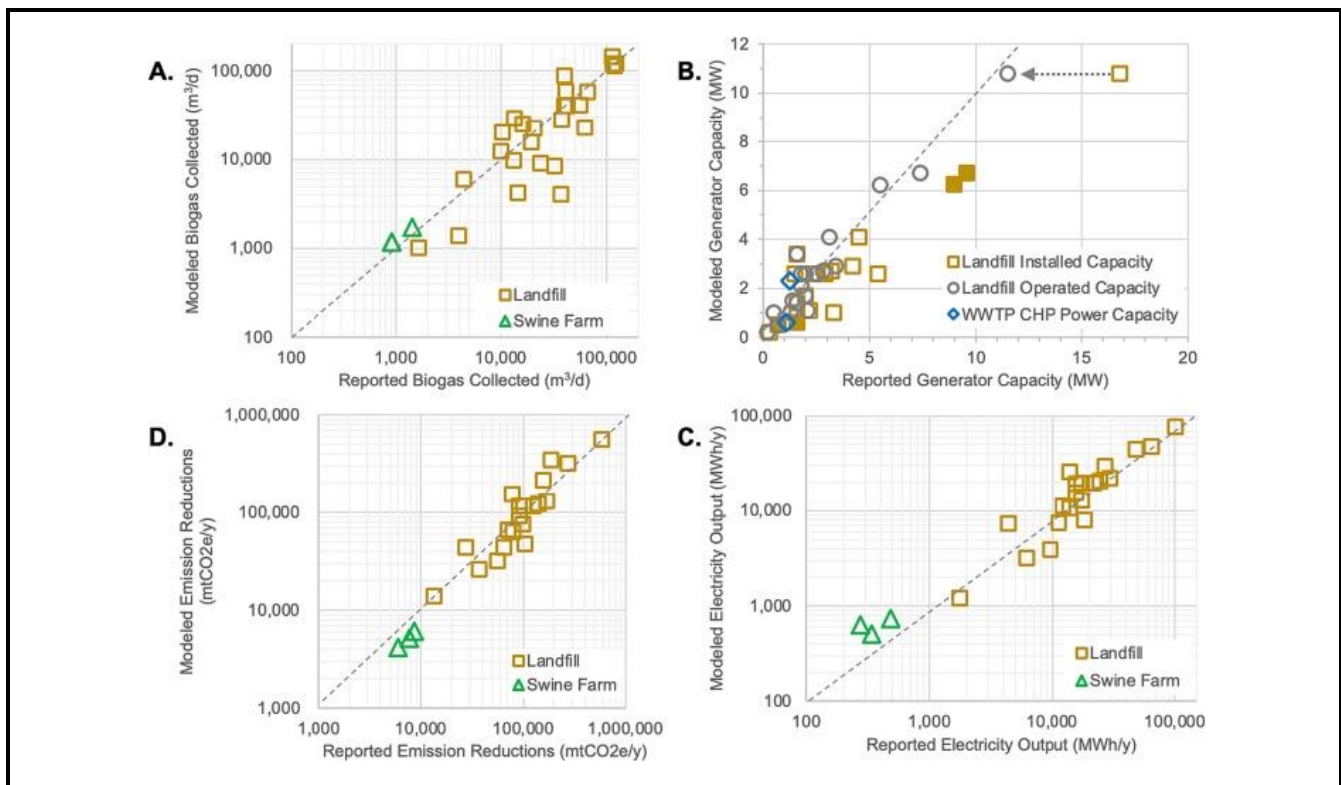 A.
Modeled Biogas Collected (m³/d)
100,000
10,000
1,000
100
100
1,000
10,000
100,000
Reported Biogas Collected (m³/d)
Landfill
Swine Farm
B.
Modeled Generator Capacity (MW)
12
10
8
6
4
2
0
0
5
10
15
20
Reported Generator Capacity (MW)
Landfill Installed Capacity
Landfill Operated Capacity
WWTP CHP Power Capacity
D.
Modeled Emission Reductions
(mtCO2e/y)
1,000,000
100,000
10,000
1,000
1,000
10,000
100,000
1,000,000
Reported Emission Reductions (mtCO2e/y)
Landfill
Swine Farm
C.
Modeled Electricity Output (MWh/y)
100,000
10,000
1,000
100
100
1,000
10,000
100,000
Reported Electricity Output (MWh/y)
Landfill
Swine Farm